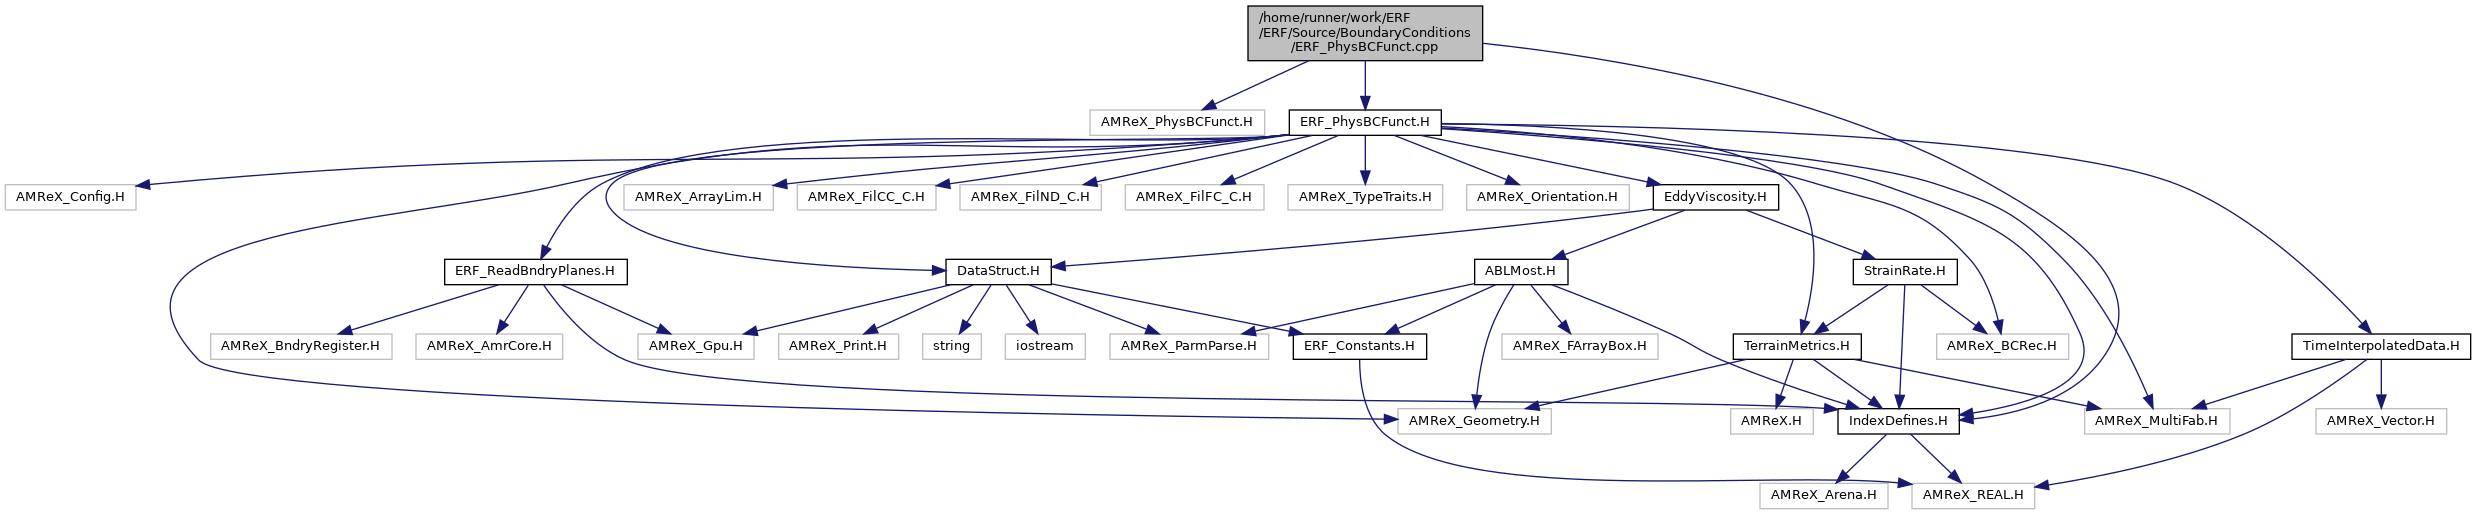 /home/runner/work/ERF
/ERF/Source/BoundaryConditions
/ERF_PhysBCFunct.cpp
AMReX_PhysBCFunct.H
ERF_PhysBCFunct.H
AMReX_Config.H
AMReX_ArrayLim.H
AMReX_FilCC_C.H
AMReX_FilND_C.H
AMReX_FilFC_C.H
AMReX_TypeTraits.H
AMReX_Orientation.H
EddyViscosity.H
ERF_ReadBndryPlanes.H
DataStruct.H
ABLMost.H
StrainRate.H
AMReX_BndryRegister.H
AMReX_AmrCore.H
AMReX_Gpu.H
AMReX_Print.H
string
iostream
AMReX_ParmParse.H
ERF_Constants.H
AMReX_FArrayBox.H
TerrainMetrics.H
AMReX_BCRec.H
TimeInterpolatedData.H
AMReX_Geometry.H
AMReX.H
IndexDefines.H
AMReX_MultiFab.H
AMReX_Vector.H
AMReX_Arena.H
AMReX_REAL.H